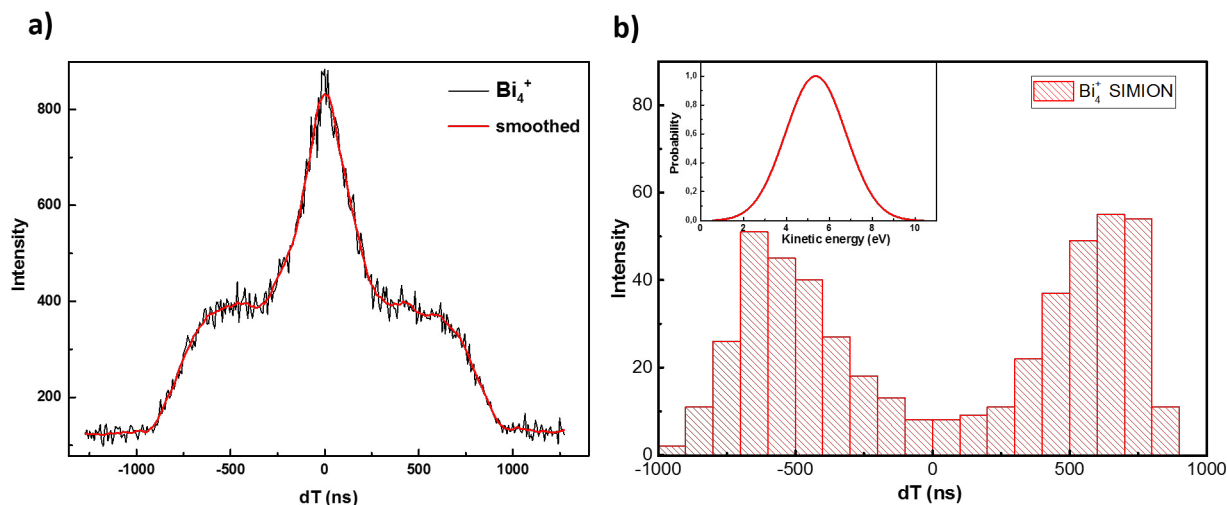 a)
800
600
400
200
Intensity
-1000
-500
0
500
1000
dT (ns)
Bi₄⁺
smoothed
b)
80
60
40
20
0
Intensity
-1000
-500
0
500
1000
dT (ns)
Bi₄⁺ SIMION
1,0
0,8
0,6
0,4
0,2
0,0
Probability
0
2
4
6
8
10
Kinetic energy (eV)